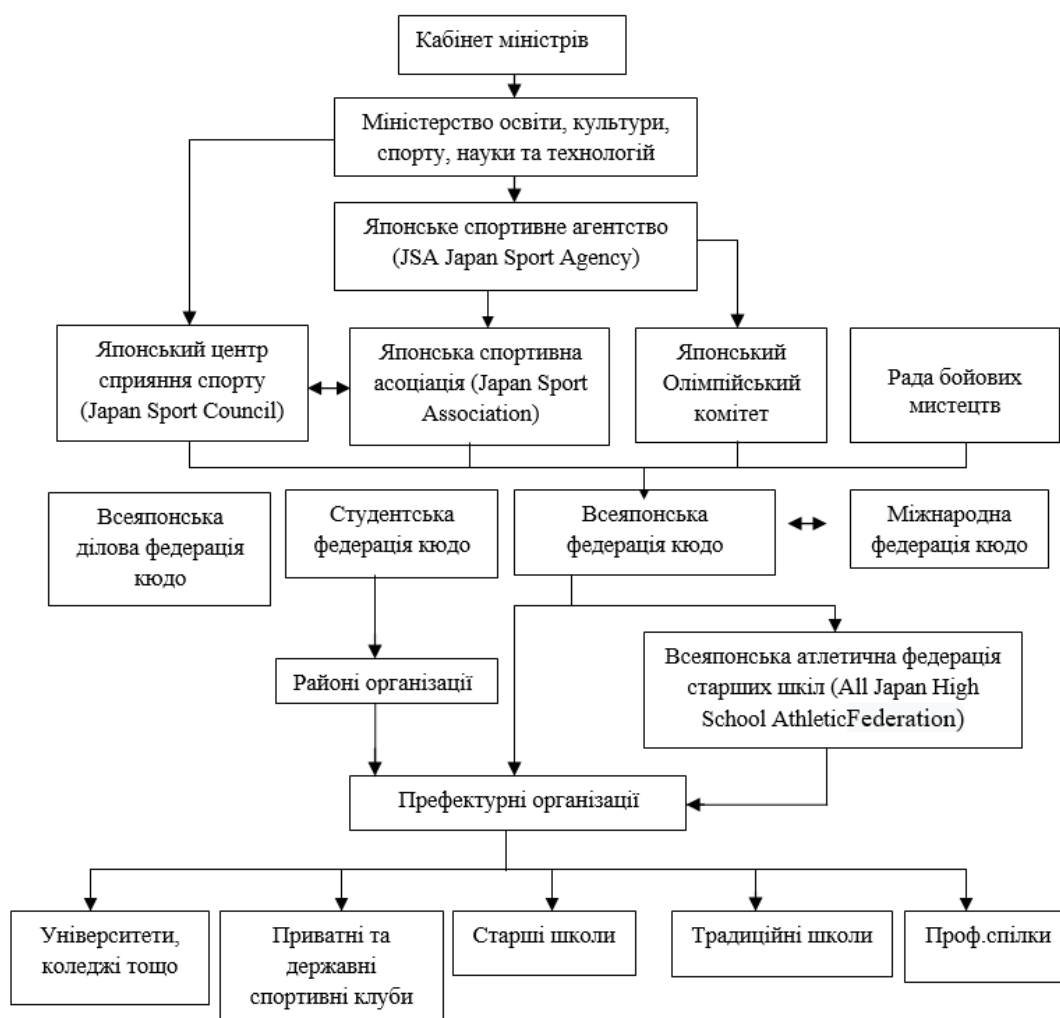 Кабінет міністрів
Міністерство освіти, культури,
спорту, науки та технологій
Японське спортивне агентство
(JSA Japan Sport Agency)
Японський центр
сприяння спорту
(Japan Sport Council)
Японська спортивна
асоціація (Japan Sport
Association)
Японський
Олімпійський
комітет
Рада бойових
мистецтв
Всеяпонська
ділова федерація
кюдо
Студентська
федерація кюдо
Всеяпонська
федерація кюдо
Міжнародна
федерація кюдо
Районі організації
Всеяпонська атлетична федерація
старших шкіл (All Japan High
School AthleticFederation)
Префектурні організації
Університети,
коледжі тощо
Приватні та
державні
спортивні клуби
Старші школи
Традиційні школи
Проф.спілки